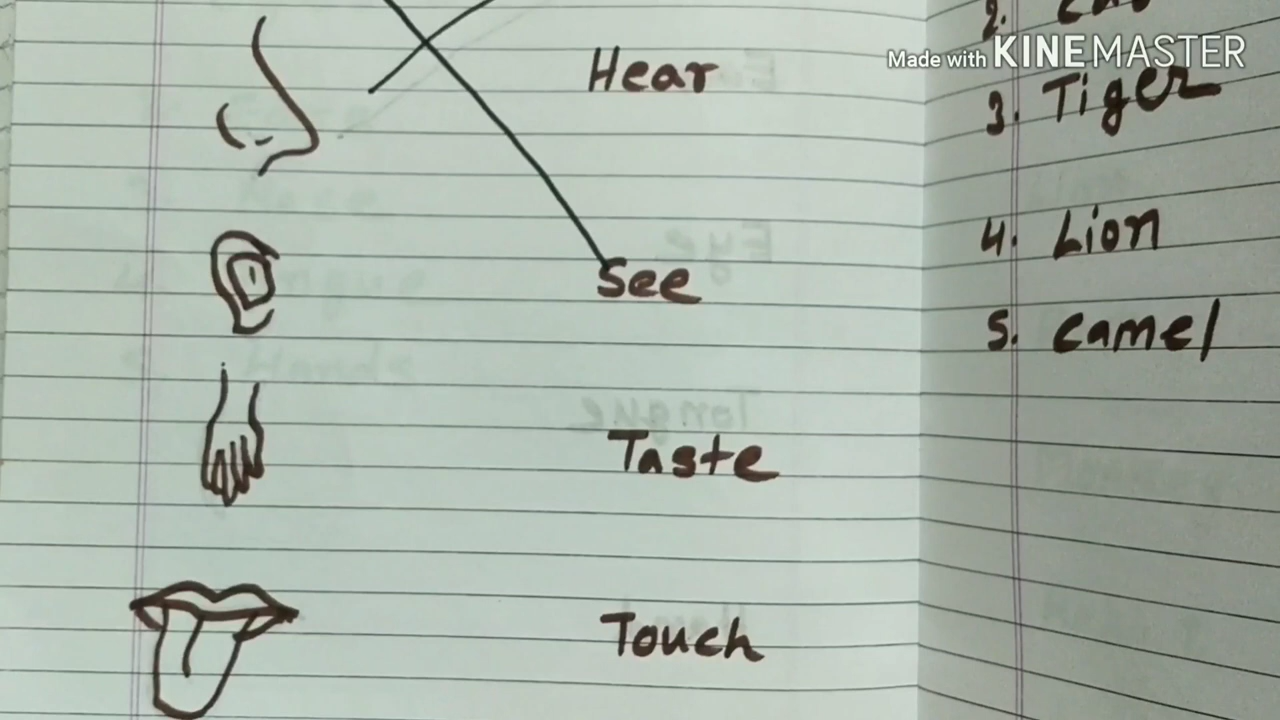 Made with KINEMASTER
Hear
See
Taste
Touch
3. Tiger
4. Lion
5. Camel